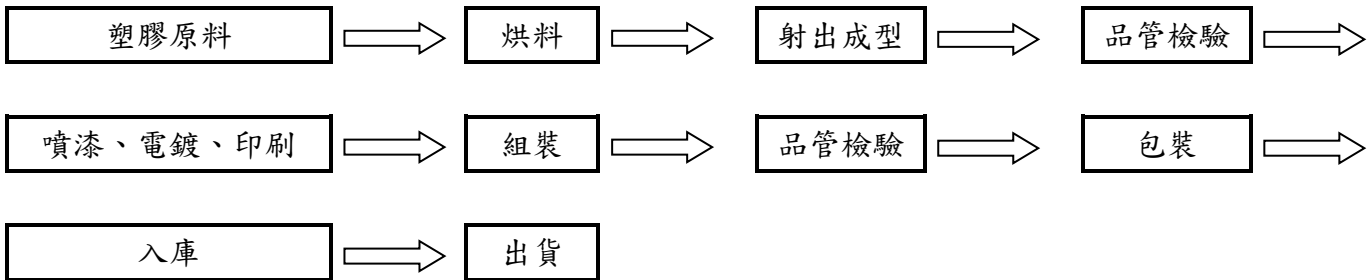 塑膠原料 烘料 射出成型 品管檢驗
噴漆、電鍍、印刷 組裝 品管檢驗 包裝
入庫 出貨